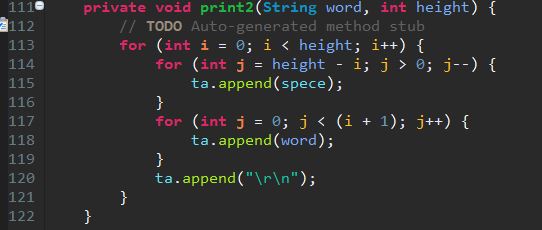 111 private void print2(String word, int height) {
112 // TODO Auto-generated method stub
113 for (int i = 0; i < height; i++) {
114 for (int j = height - i; j > 0; j--) {
115 ta.append(spece);
116 }
117 for (int j = 0; j < (i + 1); j++) {
118 ta.append(word);
119 }
120 ta.append("\r\n");
121 }
122 }